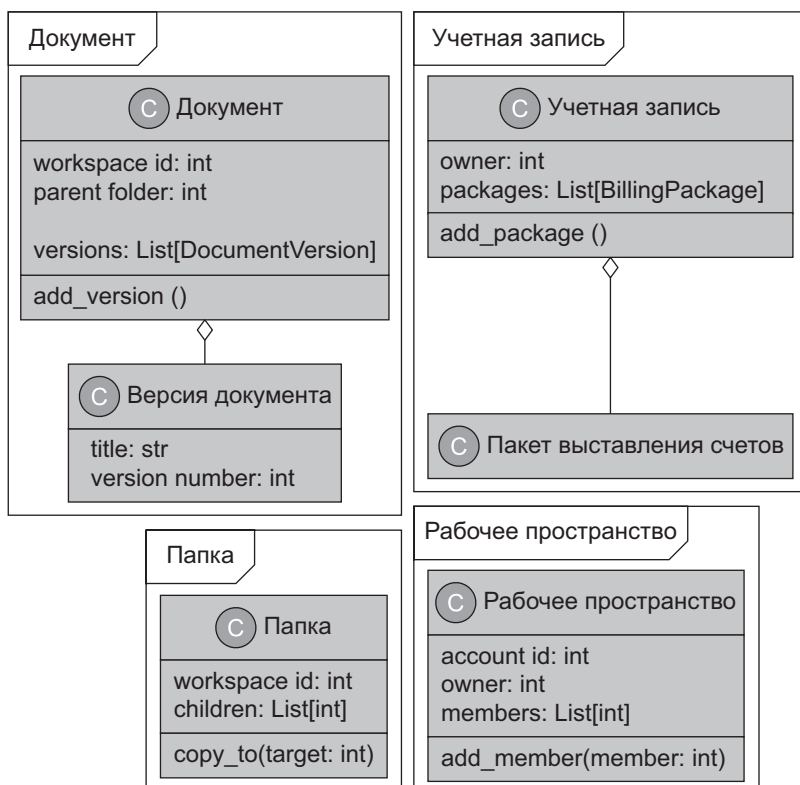 Документ
C Документ
workspace id: int
parent folder: int
versions: List[DocumentVersion]
add_version ()
C Версия документа
title: str
version number: int
Учетная запись
C Учетная запись
owner: int
packages: List[BillingPackage]
add_package ()
C Пакет выставления счетов
Папка
C Папка
workspace id: int
children: List[int]
copy_to(target: int)
Рабочее пространство
C Рабочее пространство
account id: int
owner: int
members: List[int]
add_member(member: int)